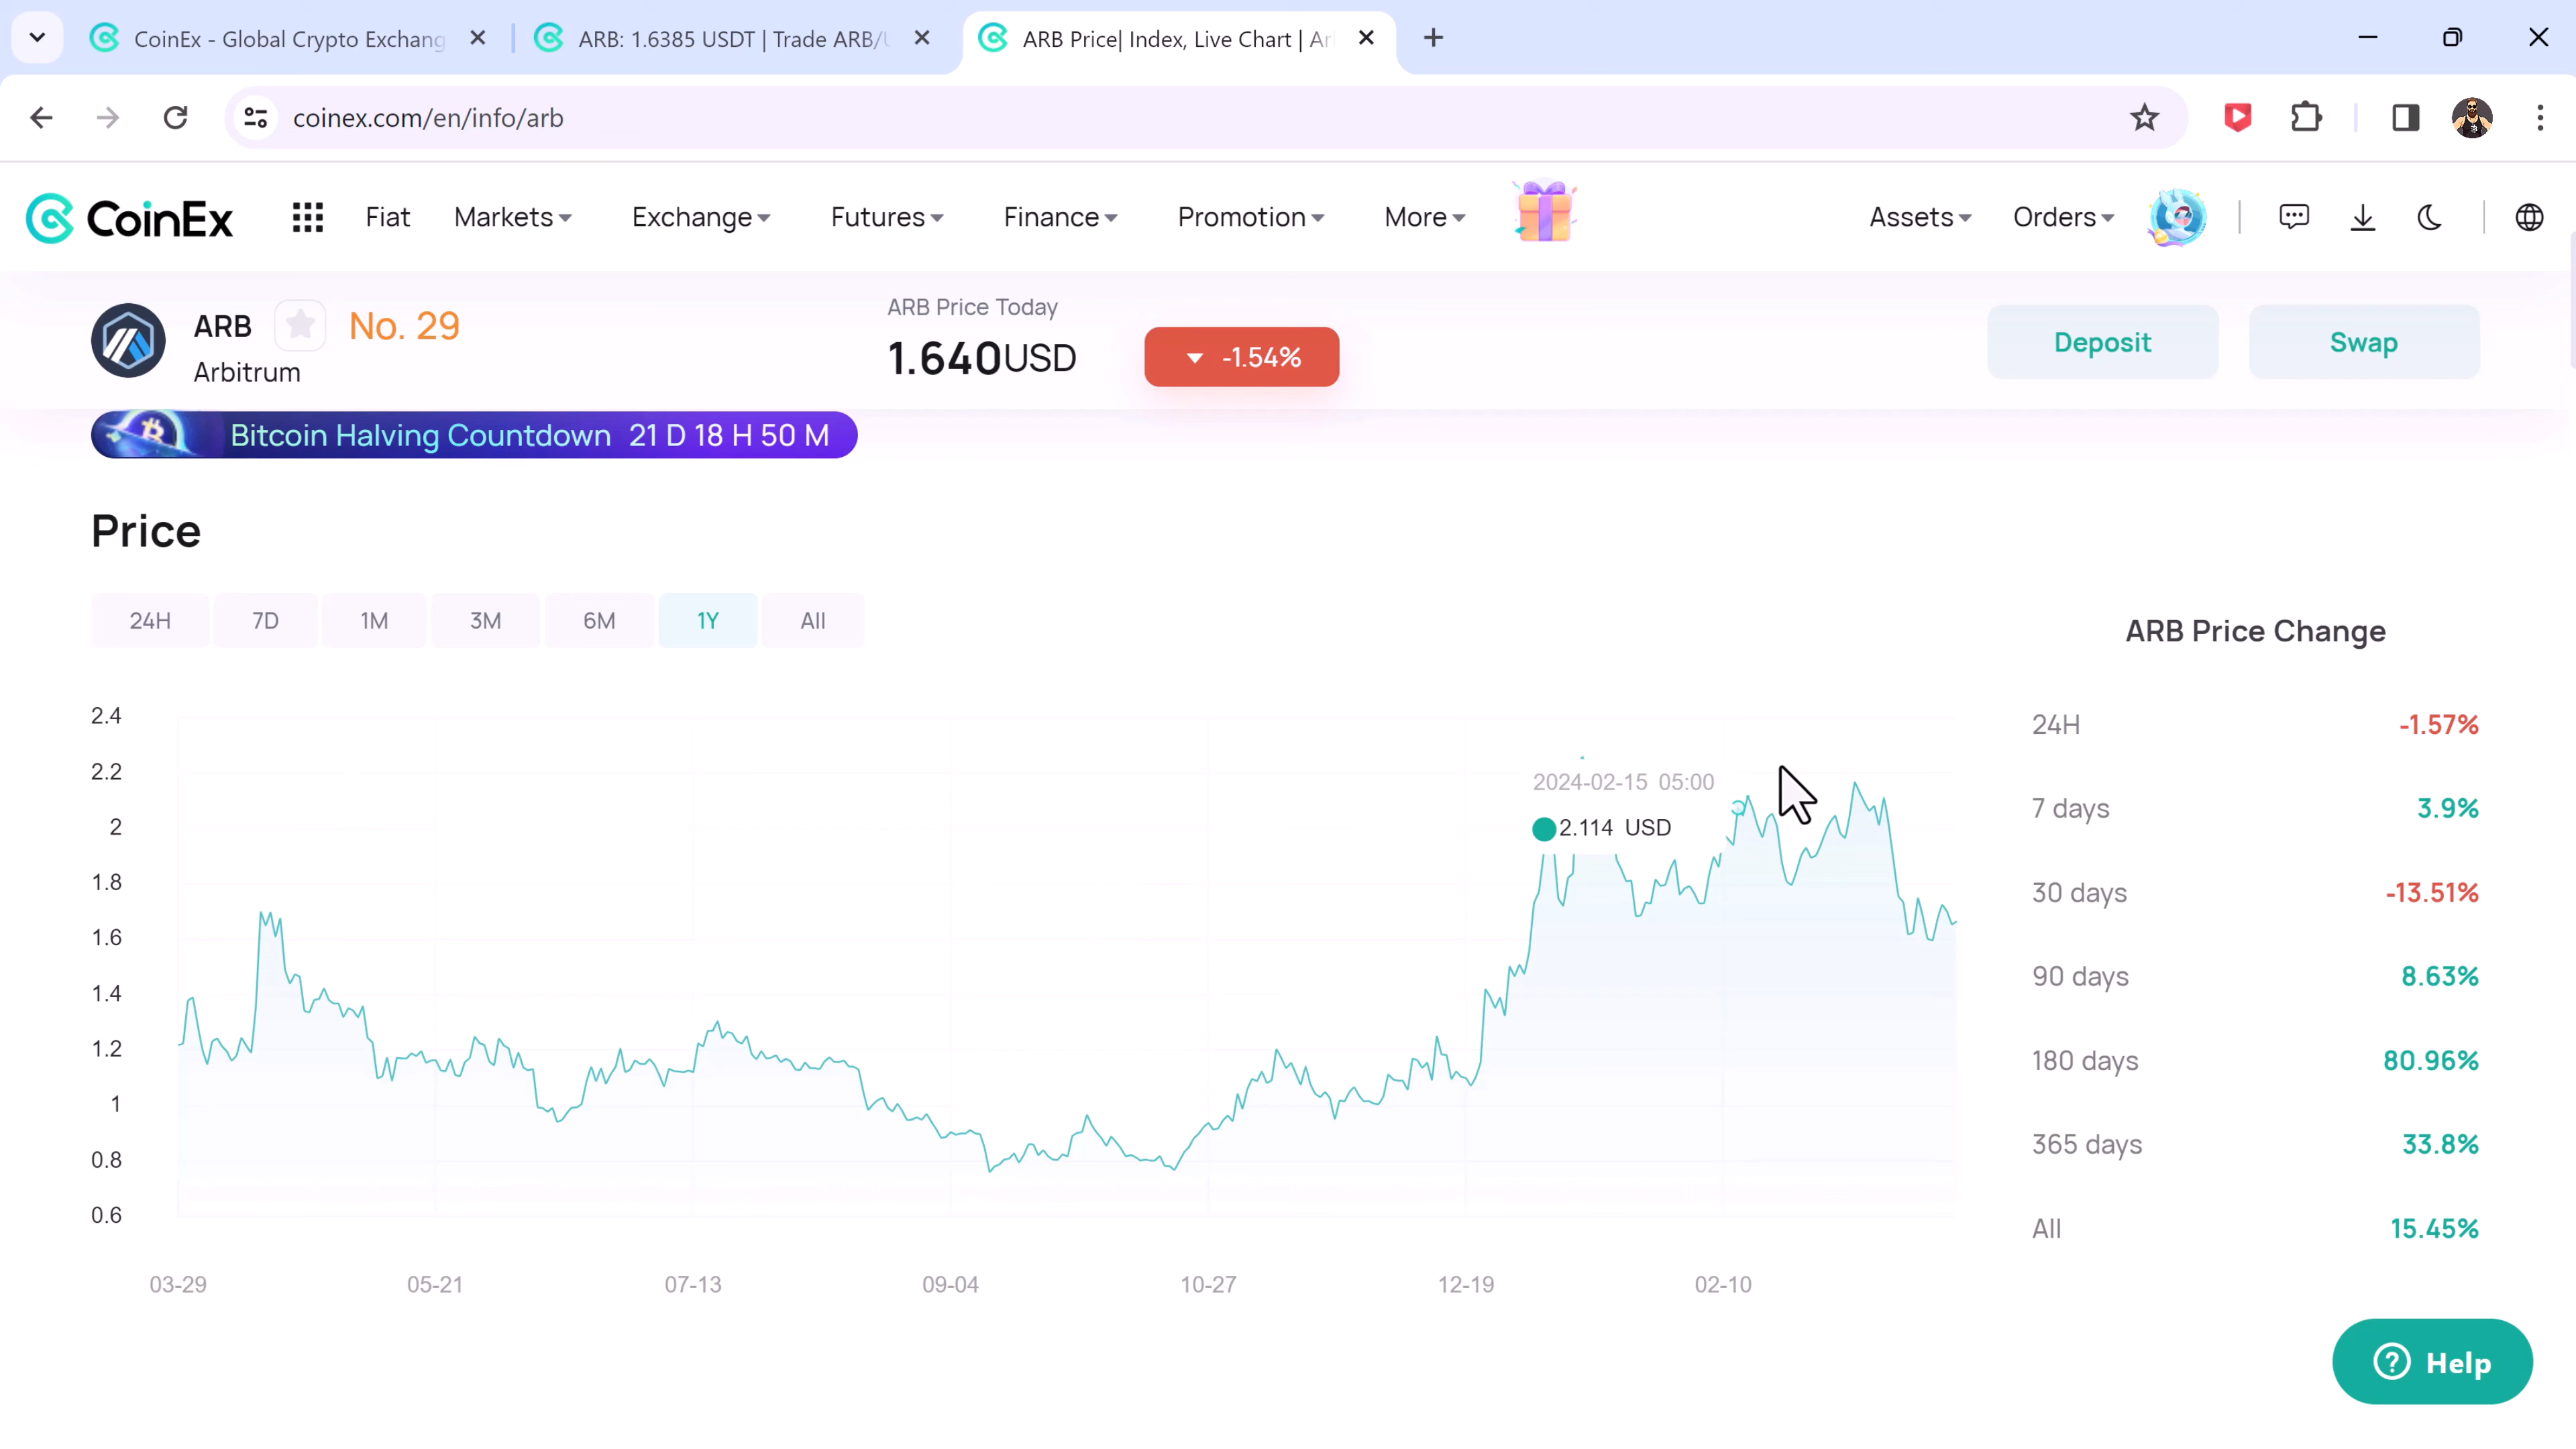 CoinEx - Global Crypto Exchang
ARB: 1.6385 USDT | Trade ARB/U
ARB Price| Index, Live Chart | Ar
coinex.com/en/info/arb
CoinEx Fiat Markets Exchange Futures Finance Promotion More Assets Orders
ARB No. 29
Arbitrum
ARB Price Today
1.640USD -1.54%
Deposit Swap
Bitcoin Halving Countdown 21 D 18 H 50 M
Price
24H 7D 1M 3M 6M 1Y All
ARB Price Change
2.4
2.2
2
1.8
1.6
1.4
1.2
1
0.8
0.6
2024-02-15 05:00
2.114 USD
03-29 05-21 07-13 09-04 10-27 12-19 02-10
24H -1.57%
7 days 3.9%
30 days -13.51%
90 days 8.63%
180 days 80.96%
365 days 33.8%
All 15.45%
Help